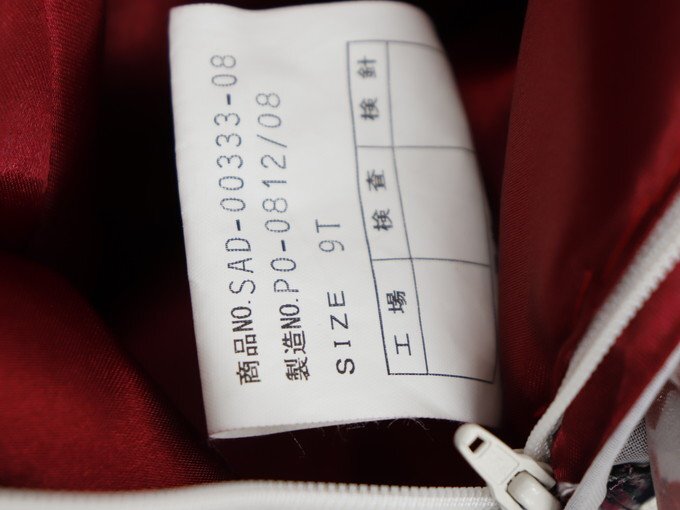 商品NO.SAD-00333-08
製造NO.PO-0812/08
SIZE 9T
工場 検査 検針